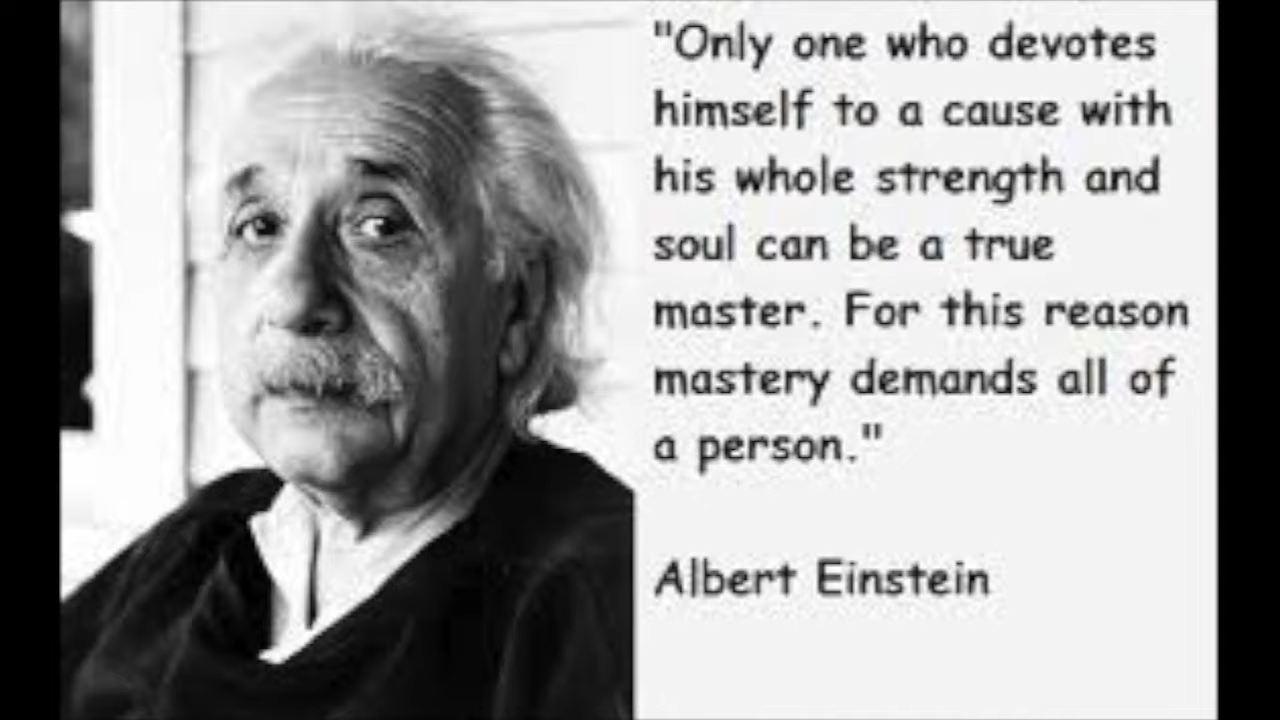 "Only one who devotes
himself to a cause with
his whole strength and
soul can be a true
master. For this reason
mastery demands all of
a person."
Albert Einstein